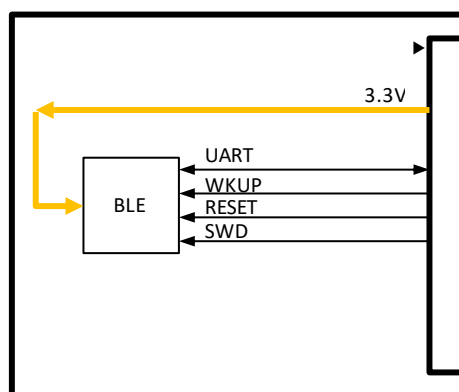 3.3V
UART
WKUP
BLE
RESET
SWD